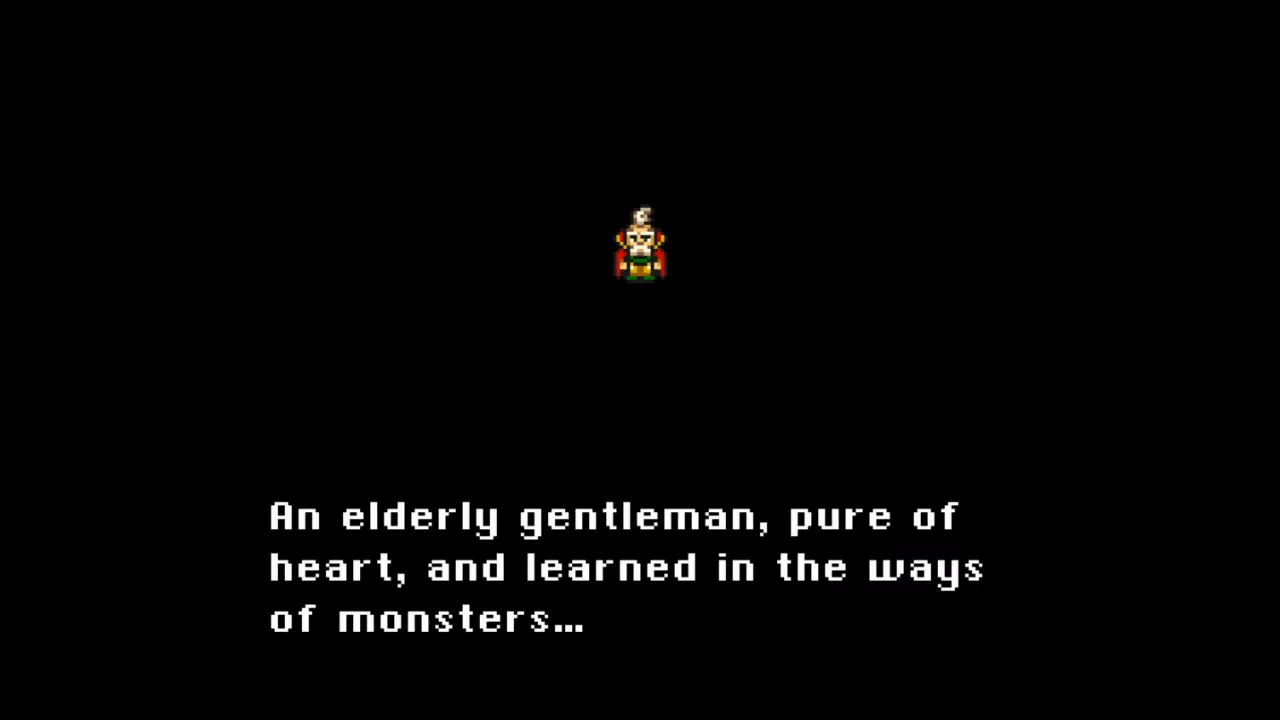 An elderly gentleman, pure of
heart, and learned in the ways
of monsters…